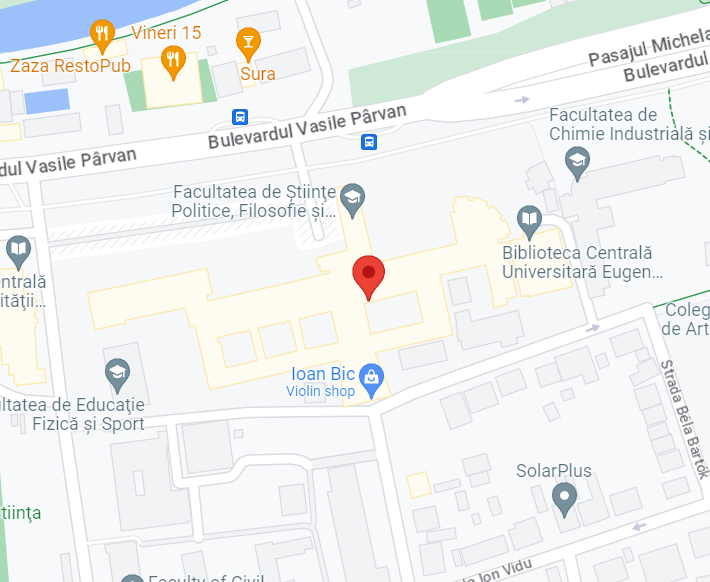 Vineri 15
Zaza RestoPub
Sura
Pasajul Michela
Bulevardul
Bulevardul Vasile Pârvan
dul Vasile Pârvan
Facultatea de
Chimie Industrială și
Facultatea de Științe
Politice, Filosofie și...
Biblioteca Centrală
Universitară Eugen...
entrală
ității...
Coleg
de Art
Ioan Bic
Violin shop
ultatea de Educație
Fizică și Sport
Strada Béla Bartók
SolarPlus
tiința
Ion Vidu
Faculty of Civil